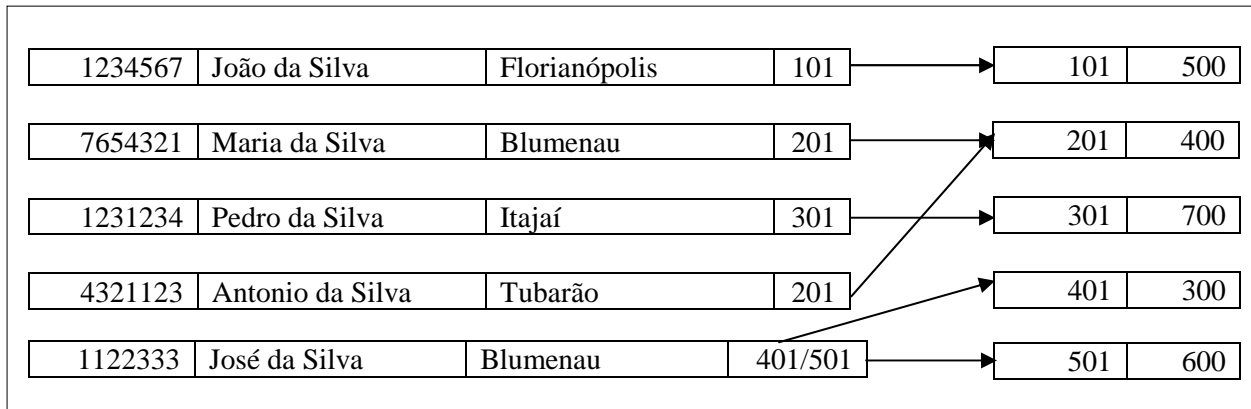 1234567 João da Silva Florianópolis 101 101 500
7654321 Maria da Silva Blumenau 201 201 400
1231234 Pedro da Silva Itajaí 301 301 700
4321123 Antonio da Silva Tubarão 201 401 300
1122333 José da Silva Blumenau 401/501 501 600